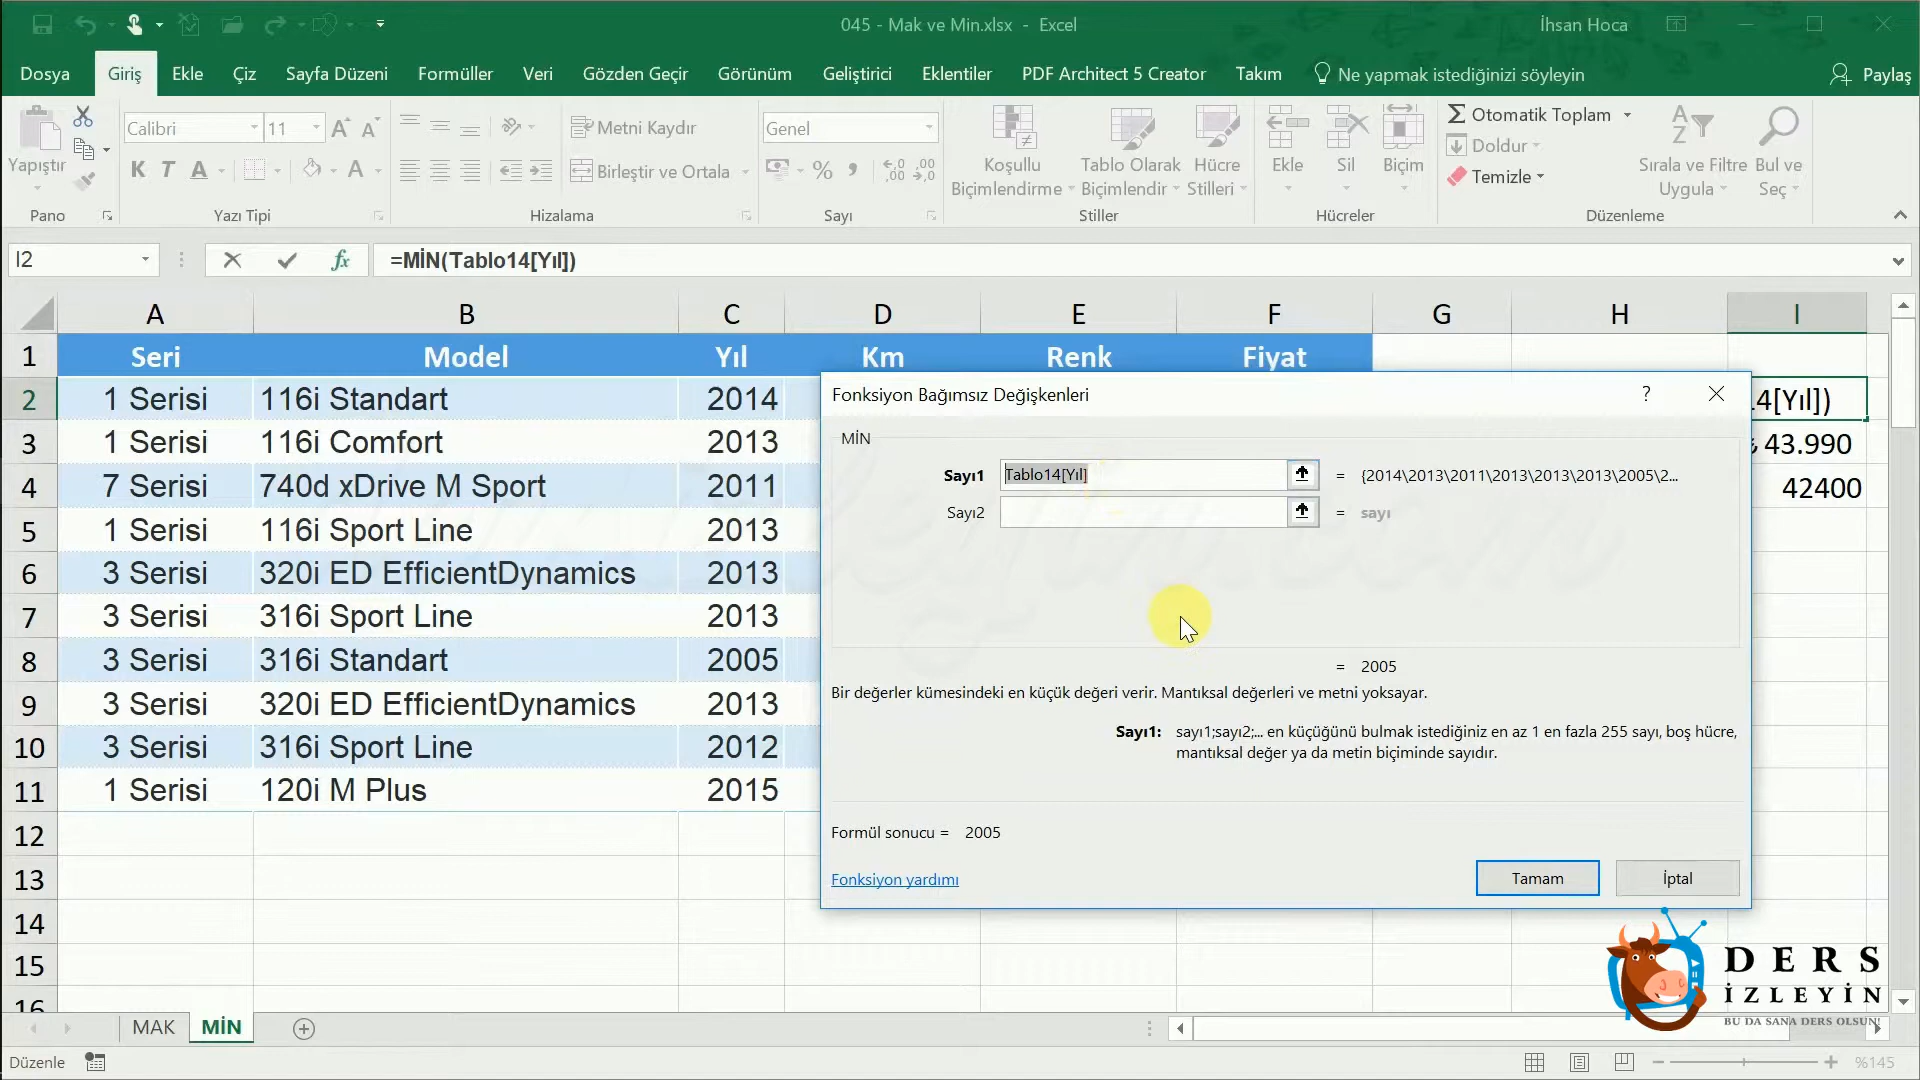 045 - Mak ve Min.xlsx - Excel
İhsan Hoca
Dosya Giriş Ekle Çiz Sayfa Düzeni Formüller Veri Gözden Geçir Görünüm Geliştirici Eklentiler PDF Architect 5 Creator Takım Ne yapmak istediğinizi söyleyin Paylaş
Yapıştır
Calibri 11
Metni Kaydır
Birleştir ve Ortala
Genel
Koşullu Biçimlendirme
Tablo Olarak Biçimlendir
Hücre Stilleri
Ekle
Sil
Biçim
Otomatik Toplam
Doldur
Temizle
Sırala ve Filtre Uygula
Bul ve Seç
Pano Yazı Tipi Hizalama Sayı Stiller Hücreler Düzenleme
I2 =MİN(Tablo14[Yıl])
A B C D E F G H I
1 Seri Model Yıl Km Renk Fiyat
2 1 Serisi 116i Standart 2014 14[Yıl])
3 1 Serisi 116i Comfort 2013 43.990
4 7 Serisi 740d xDrive M Sport 2011 42400
5 1 Serisi 116i Sport Line 2013
6 3 Serisi 320i ED EfficientDynamics 2013
7 3 Serisi 316i Sport Line 2013
8 3 Serisi 316i Standart 2005
9 3 Serisi 320i ED EfficientDynamics 2013
10 3 Serisi 316i Sport Line 2012
11 1 Serisi 120i M Plus 2015
12
13
14
15
16
Fonksiyon Bağımsız Değişkenleri
MİN
Sayı1 Tablo14[Yıl] = {2014\2013\2011\2013\2013\2013\2005\2...
Sayı2 = sayı
= 2005
Bir değerler kümesindeki en küçük değeri verir. Mantıksal değerleri ve metni yoksayar.
Sayı1: sayı1;sayı2;... en küçüğünü bulmak istediğiniz en az 1 en fazla 255 sayı, boş hücre,
mantıksal değer ya da metin biçiminde sayıdır.
Formül sonucu = 2005
Fonksiyon yardımı
Tamam İptal
DERS
İZLEYİN
BU DA SANA DERS OLSUN!
MAK MİN
Düzenle
%145